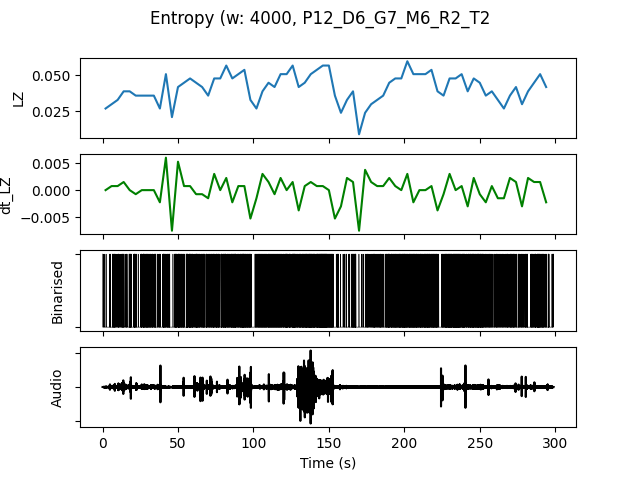 Entropy (w: 4000, P12_D6_G7_M6_R2_T2
LZ
0.050
0.025
dt_LZ
0.005
0.000
−0.005
Binarised
Audio
0 50 100 150 200 250 300
Time (s)